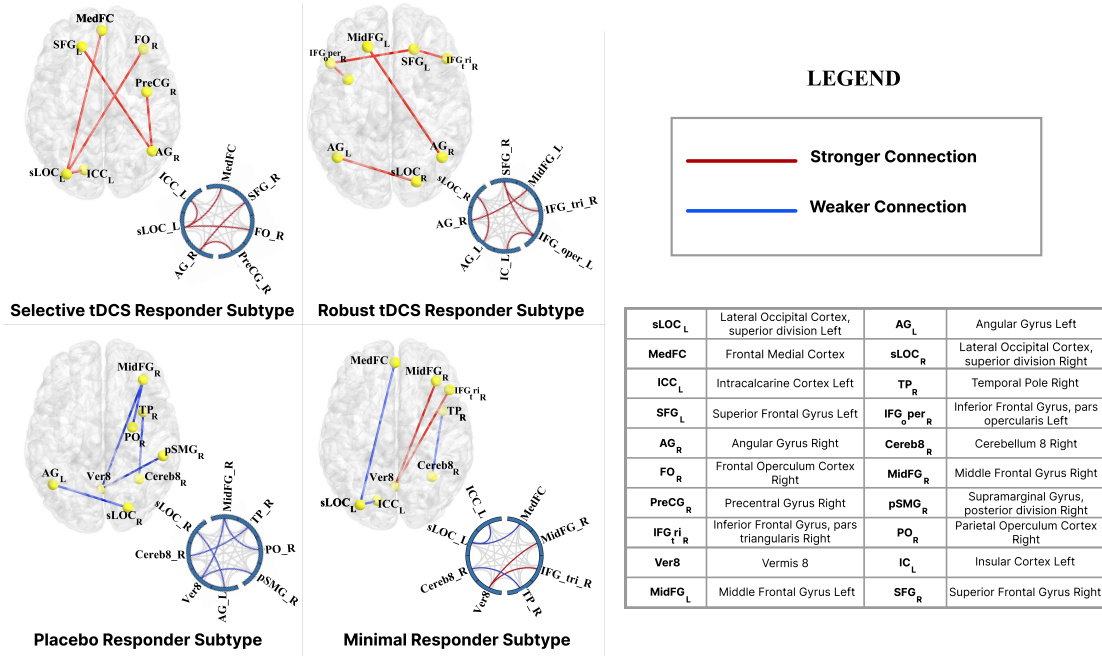 MedFC
SFG L
FO R
PreCG R
AG R
sLOC L
ICC L
ICC_L
MedFC
SFG_R
sLOC_L
FO_R
AG_R
PreCG_R
Selective tDCS Responder Subtype
MidFG L
IFG oper R
SFG L
IFG tri R
AG L
AG R
sLOC R
sLOC_R
SFG_R
MidFG_L
IFG_tri_R
AG_R
IFG_oper_L
AG_L
IC_L
Robust tDCS Responder Subtype
MidFG R
TP R
PO R
pSMG R
AG L
Ver8
Cereb8 R
sLOC R
sLOC_R
MidFG_R
TP_R
Cereb8_R
PO_R
Ver8
pSMG_R
AG_L
Placebo Responder Subtype
MedFC
MidFG R
IFG tri R
TP R
Cereb8 R
Ver8
sLOC L
ICC L
ICC_L
MedFC
sLOC_L
MidFG_R
Cereb8_R
IFG_tri_R
Ver8
TP_R
Minimal Responder Subtype
LEGEND
Stronger Connection
Weaker Connection
sLOC L
Lateral Occipital Cortex,
superior division Left
AG L
Angular Gyrus Left
MedFC
Frontal Medial Cortex
sLOC R
Lateral Occipital Cortex,
superior division Right
ICC L
Intracalcarine Cortex Left
TP R
Temporal Pole Right
SFG L
Superior Frontal Gyrus Left
IFG oper R
Inferior Frontal Gyrus, pars
opercularis Left
AG R
Angular Gyrus Right
Cereb8 R
Cerebellum 8 Right
FO R
Frontal Operculum Cortex
Right
MidFG R
Middle Frontal Gyrus Right
PreCG R
Precentral Gyrus Right
pSMG R
Supramarginal Gyrus,
posterior division Right
IFG tri R
Inferior Frontal Gyrus, pars
triangularis Right
PO R
Parietal Operculum Cortex
Right
Ver8
Vermis 8
IC L
Insular Cortex Left
MidFG L
Middle Frontal Gyrus Left
SFG R
Superior Frontal Gyrus Right